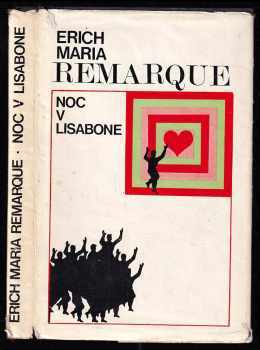 ERICH MARIA REMARQUE · NOC V LISABONE
ERICH
MARIA
REMARQUE
NOC
V
LISABONE